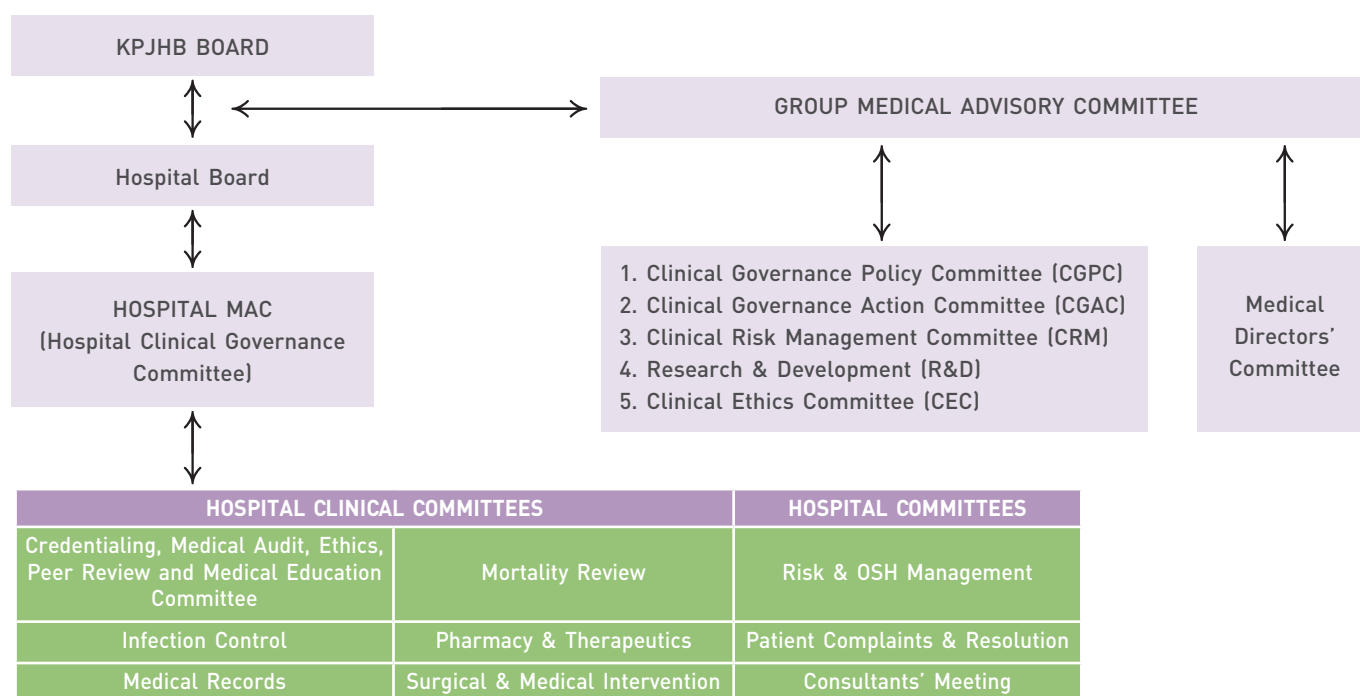 KPJHB BOARD
GROUP MEDICAL ADVISORY COMMITTEE
Hospital Board
HOSPITAL MAC
(Hospital Clinical Governance
Committee)
1. Clinical Governance Policy Committee (CGPC)
2. Clinical Governance Action Committee (CGAC)
3. Clinical Risk Management Committee (CRM)
4. Research & Development (R&D)
5. Clinical Ethics Committee (CEC)
Medical
Directors’
Committee
HOSPITAL CLINICAL COMMITTEES
HOSPITAL COMMITTEES
Credentialing, Medical Audit, Ethics,
Peer Review and Medical Education
Committee
Mortality Review
Risk & OSH Management
Infection Control
Pharmacy & Therapeutics
Patient Complaints & Resolution
Medical Records
Surgical & Medical Intervention
Consultants’ Meeting